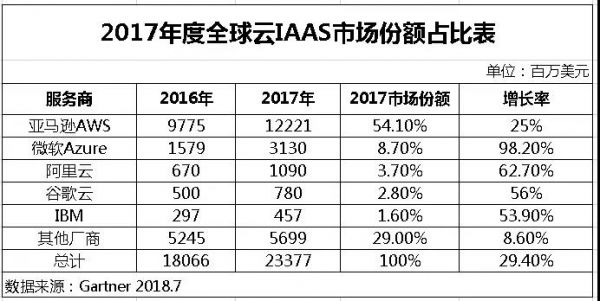 2017年度全球云IAAS市场份额占比表
单位：百万美元
服务商 2016年 2017年 2017市场份额 增长率
亚马逊AWS 9775 12221 54.10% 25%
微软Azure 1579 3130 8.70% 98.20%
阿里云 670 1090 3.70% 62.70%
谷歌云 500 780 2.80% 56%
IBM 297 457 1.60% 53.90%
其他厂商 5245 5699 29.00% 8.60%
总计 18066 23377 100% 29.40%
数据来源：Gartner 2018.7